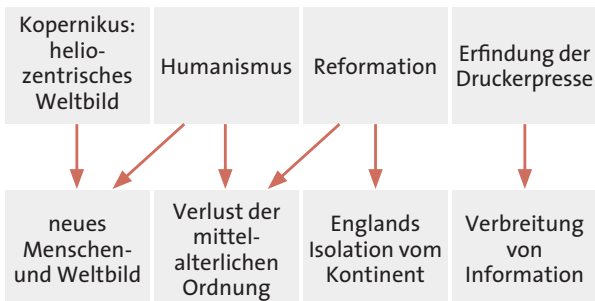 Kopernikus:
helio-
zentrisches
Weltbild
Humanismus
Reformation
Erfindung der
Druckerpresse
neues
Menschen-
und Weltbild
Verlust der
mittel-
alterlichen
Ordnung
Englands
Isolation vom
Kontinent
Verbreitung
von
Information